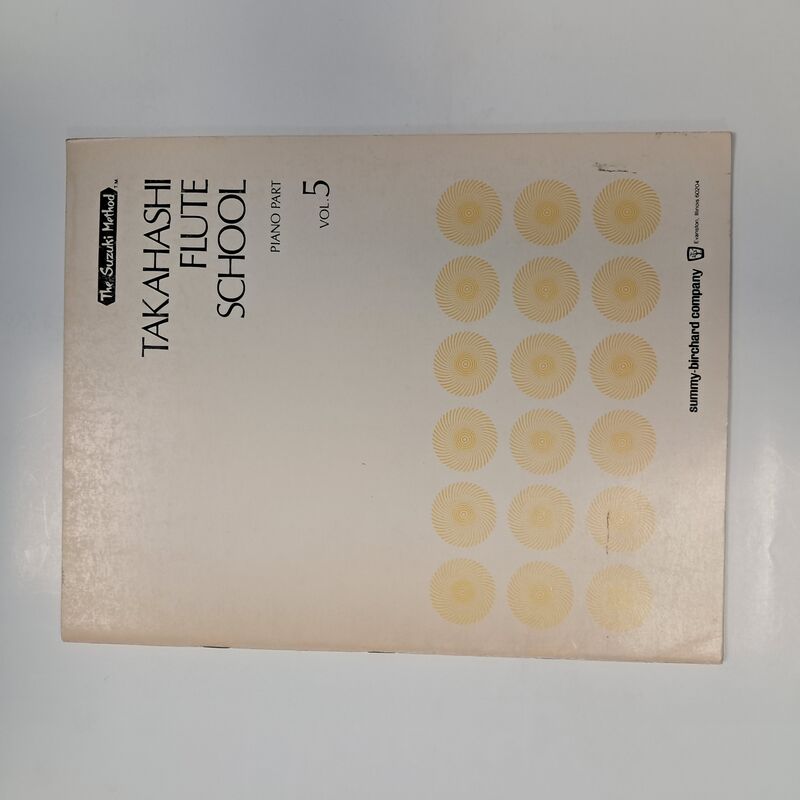 The Suzuki Method T.M.
TAKAHASHI
FLUTE
SCHOOL
PIANO PART
VOL. 5
summy-birchard company
Evanston, Illinois 60204